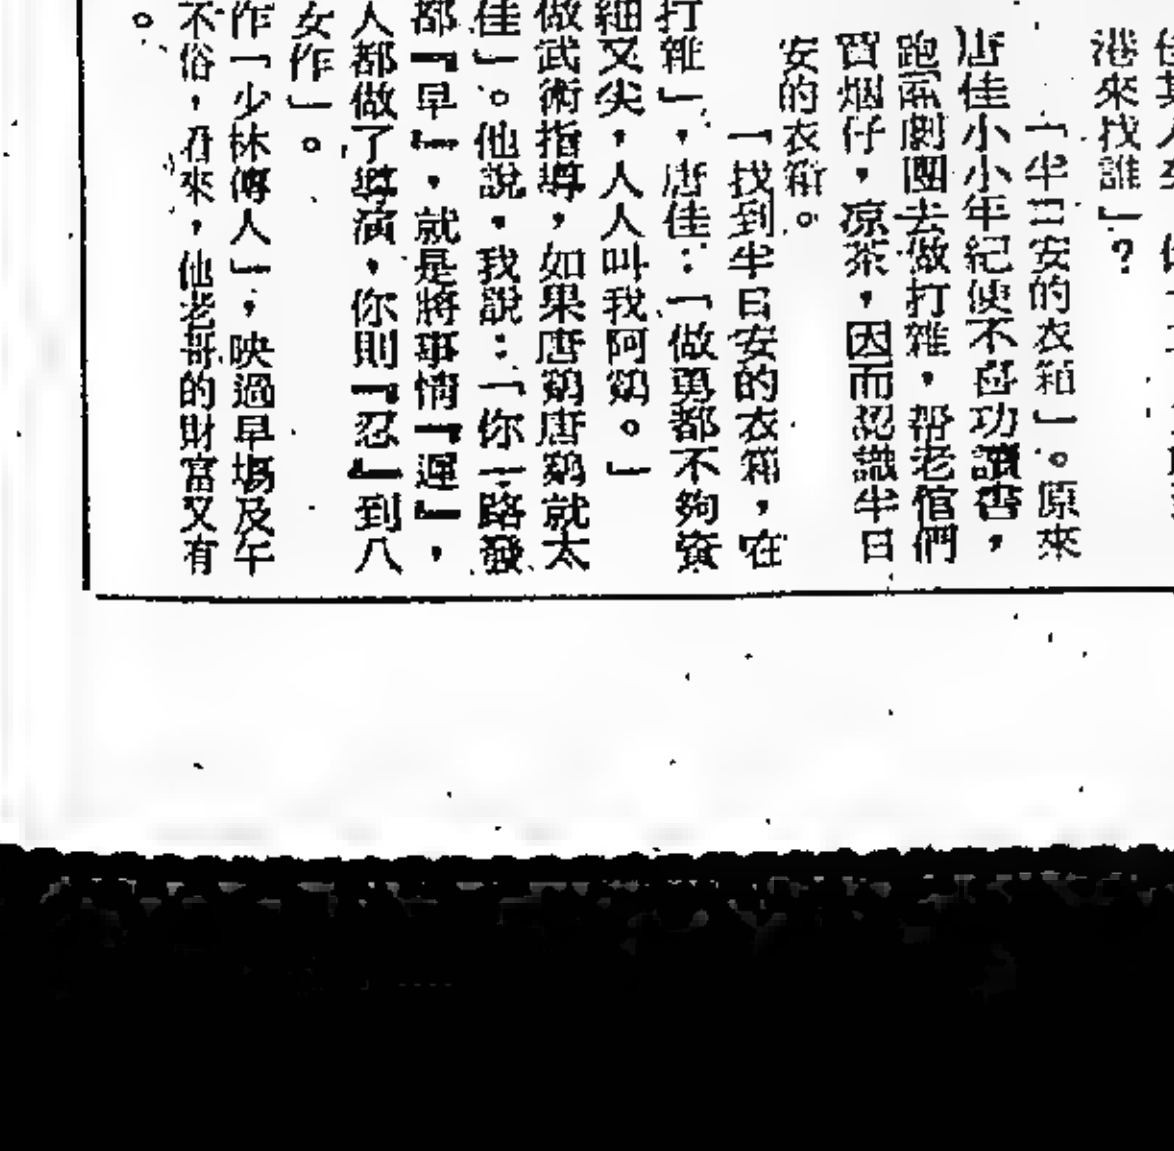 港來找誰」？
「半日安的衣箱」。原來
唐佳小小年紀便不喜功讀書，
跑到劇團去做打雜，帮老倌們
買烟仔，凉茶，因而認識半日
安的衣箱。
「找到半日安的衣箱，在
打雜」，唐佳：「做勇都不夠資
細又尖，人人叫我阿鷄。」
做武術指導，如果唐鷄唐鷄就太
佳」。他說，我說：「你一路發
都『早』，就是將事情『遲』，
人都做了導演，你則『忍』到八
女作」。
作「少林傳人」，映過早場及午
不俗，看來，他老哥的財富又有
。